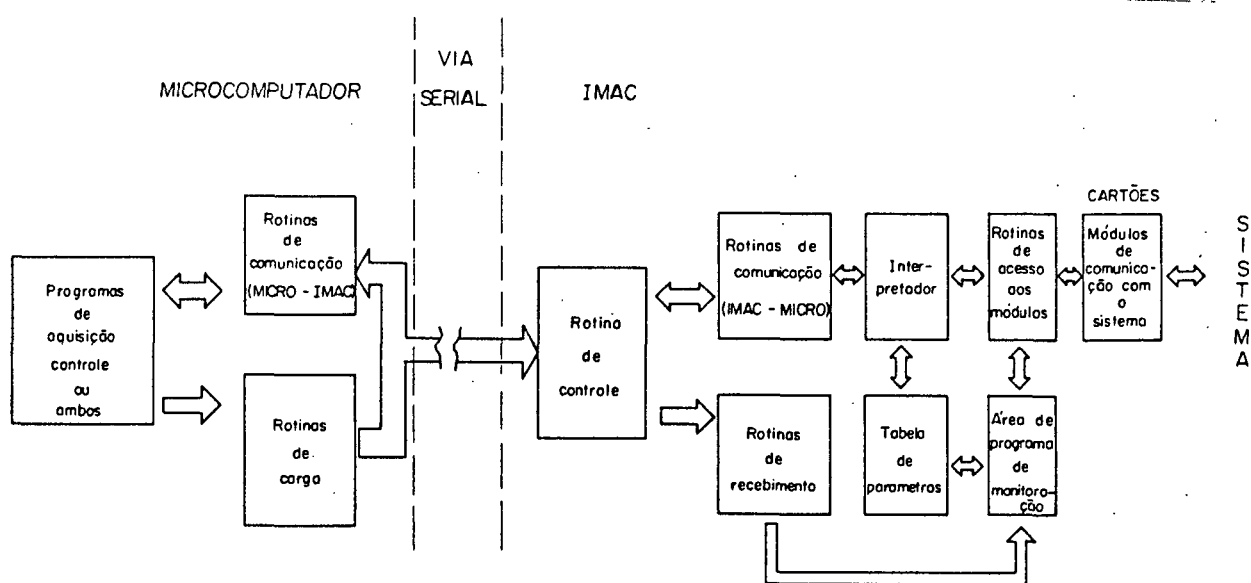 VIA
SERIAL
MICROCOMPUTADOR
IMAC
CARTÕES
SISTEMA
Programas
de
aquisição
controle
ou
ambos
Rotinas
de
comunicação
(MICRO - IMAC)
Rotinas
de
carga
Rotina
de
controle
Rotinas de
comunicação
(IMAC - MICRO)
Rotinas
de
recebimento
Inter-
pretador
Tabela
de
parametros
Rotinas
de
acesso
aos
módulos
Área de
programa
de
monitora-
ção
Módulos
de
comunica-
ção com
o
sistema